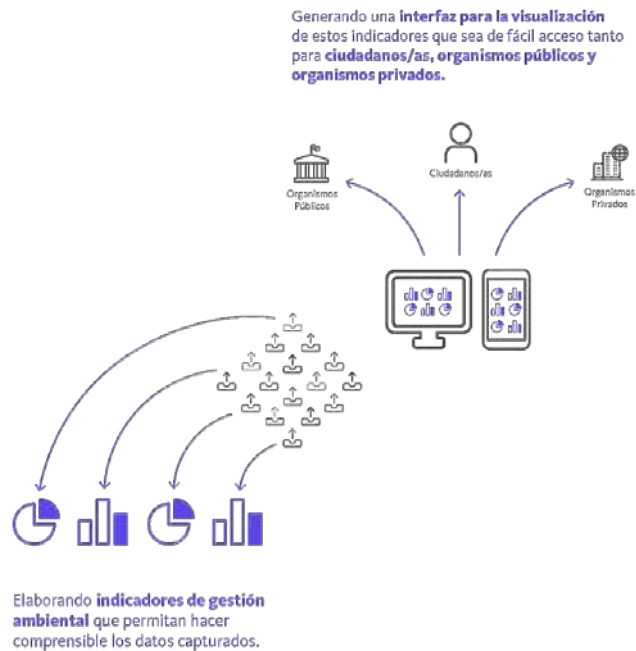 Generando una interfaz para la visualización
de estos indicadores que sea de fácil acceso tanto
para ciudadanos/as, organismos públicos y
organismos privados.
Ciudadanos/as
Organismos
Públicos
Organismos
Privados
Elaborando indicadores de gestión
ambiental que permitan hacer
comprensible los datos capturados.